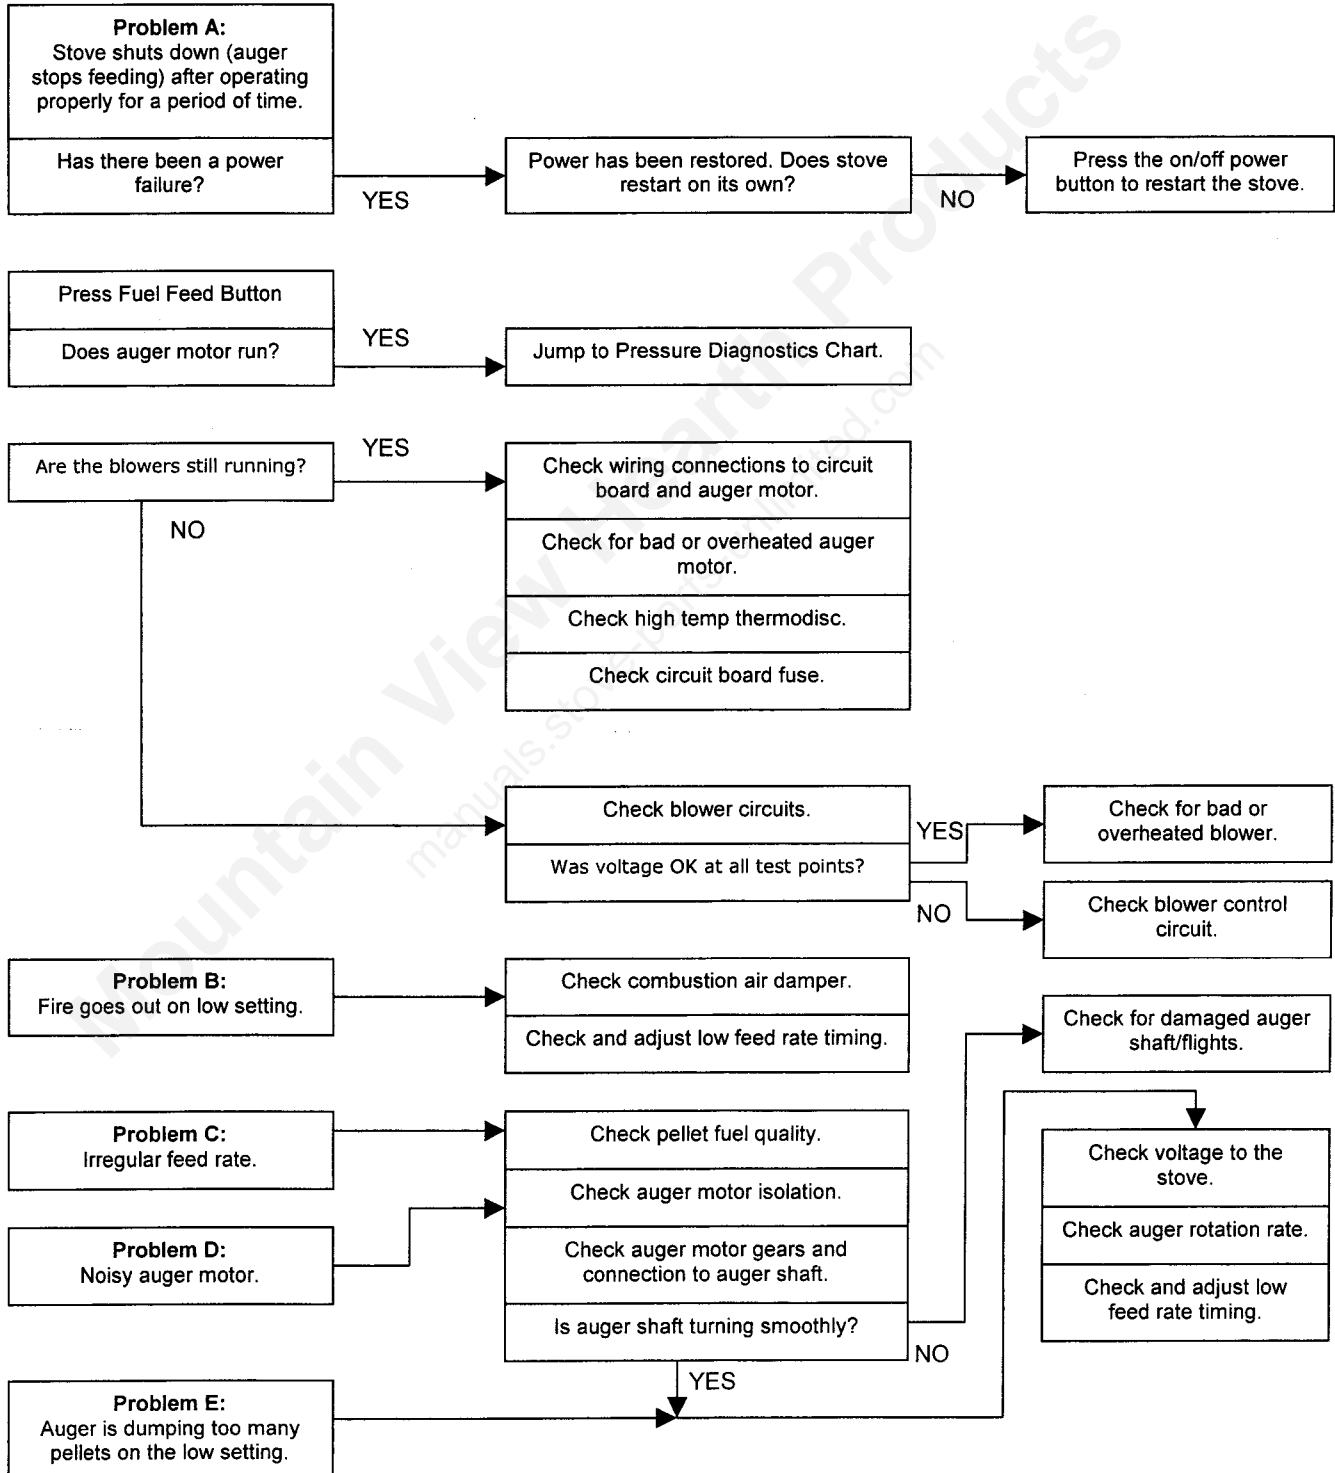 Problem A:
Stove shuts down (auger
stops feeding) after operating
properly for a period of time.
Has there been a power
failure?
YES
Power has been restored. Does stove
restart on its own?
NO
Press the on/off power
button to restart the stove.
Press Fuel Feed Button
Does auger motor run?
YES
Jump to Pressure Diagnostics Chart.
Are the blowers still running?
YES
NO
Check wiring connections to circuit
board and auger motor.
Check for bad or overheated auger
motor.
Check high temp thermodisc.
Check circuit board fuse.
Check blower circuits.
Was voltage OK at all test points?
YES
Check for bad or
overheated blower.
NO
Check blower control
circuit.
Problem B:
Fire goes out on low setting.
Check combustion air damper.
Check and adjust low feed rate timing.
Check for damaged auger
shaft/flights.
Problem C:
Irregular feed rate.
Check pellet fuel quality.
Check auger motor isolation.
Check auger motor gears and
connection to auger shaft.
Is auger shaft turning smoothly?
NO
YES
Check voltage to the
stove.
Check auger rotation rate.
Check and adjust low
feed rate timing.
Problem D:
Noisy auger motor.
Problem E:
Auger is dumping too many
pellets on the low setting.
Mountain View Hearth Products
manuals.stove-parts-unlimited.com